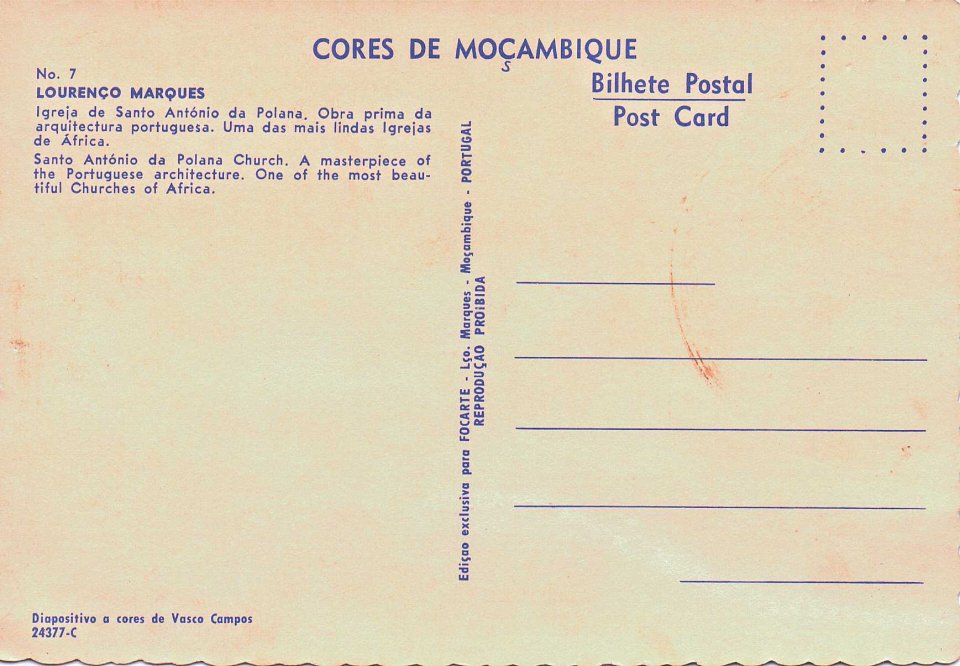 CORES DE MOÇAMBIQUE
No. 7
LOURENÇO MARQUES
Igreja de Santo António da Polana. Obra prima da
arquitectura portuguesa. Uma das mais lindas Igrejas
de África.
Santo António da Polana Church. A masterpiece of
the Portuguese architecture. One of the most beau-
tiful Churches of Africa.
Bilhete Postal
Post Card
Ediçao exclusiva para FOCARTE - Lço. Marques - Moçambique - PORTUGAL
REPRODUÇÃO PROIBIDA
Diapositivo a cores de Vasco Campos
24377-C